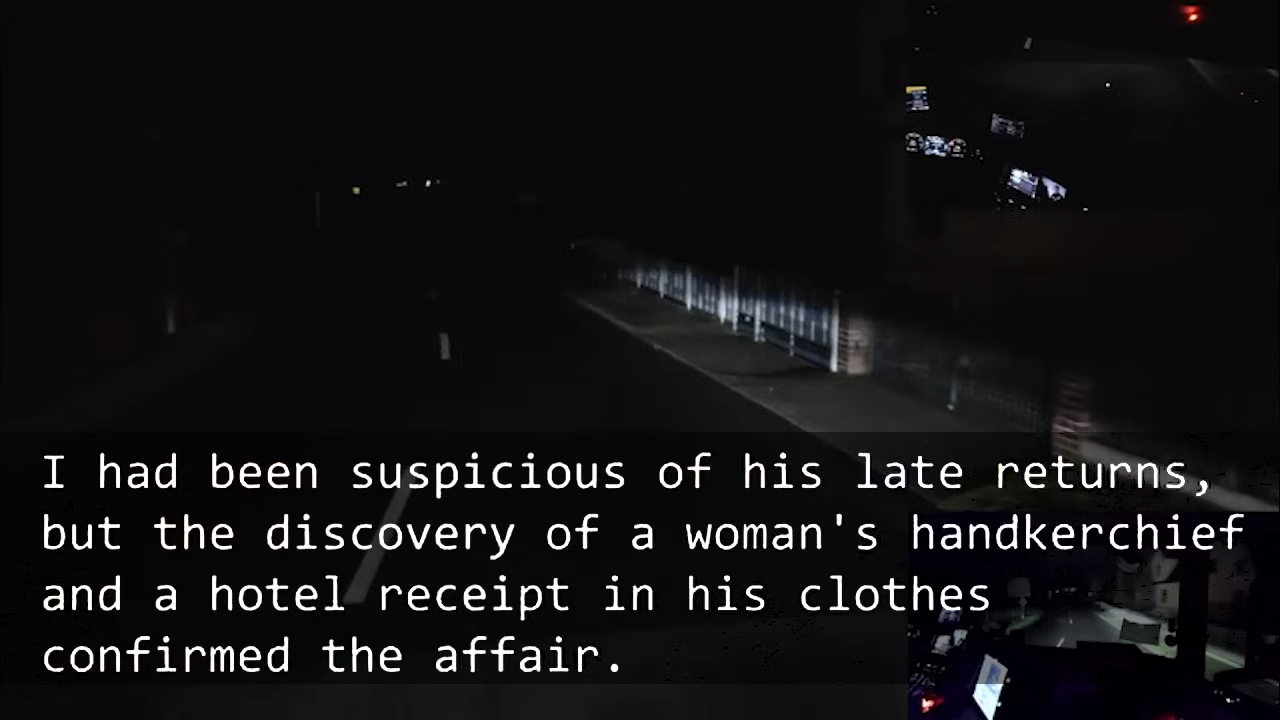 I had been suspicious of his late returns,
but the discovery of a woman's handkerchief
and a hotel receipt in his clothes
confirmed the affair.